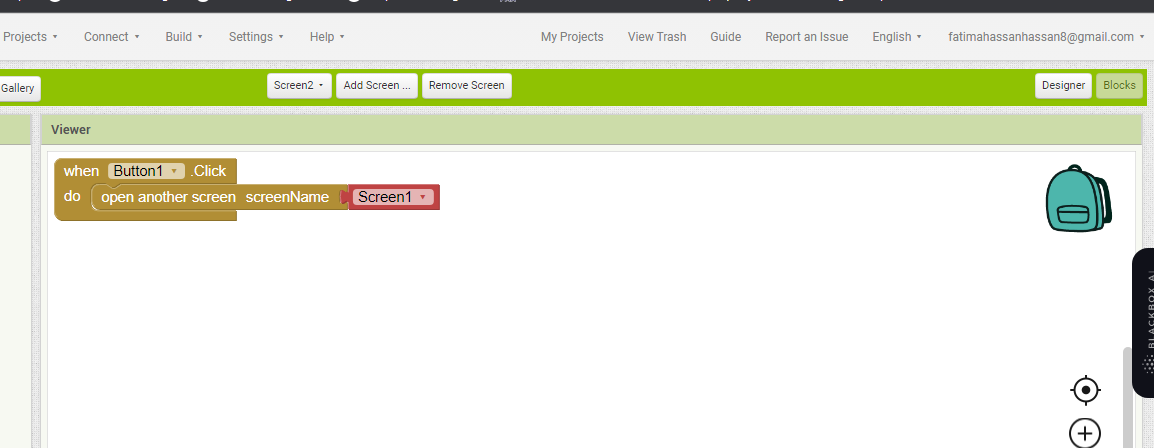 Projects Connect Build Settings Help My Projects View Trash Guide Report an Issue English fatimahassanhassan8@gmail.com
Gallery Screen2 Add Screen ... Remove Screen Designer Blocks
Viewer
when Button1 .Click
do open another screen screenName Screen1
BLACKBOX AI